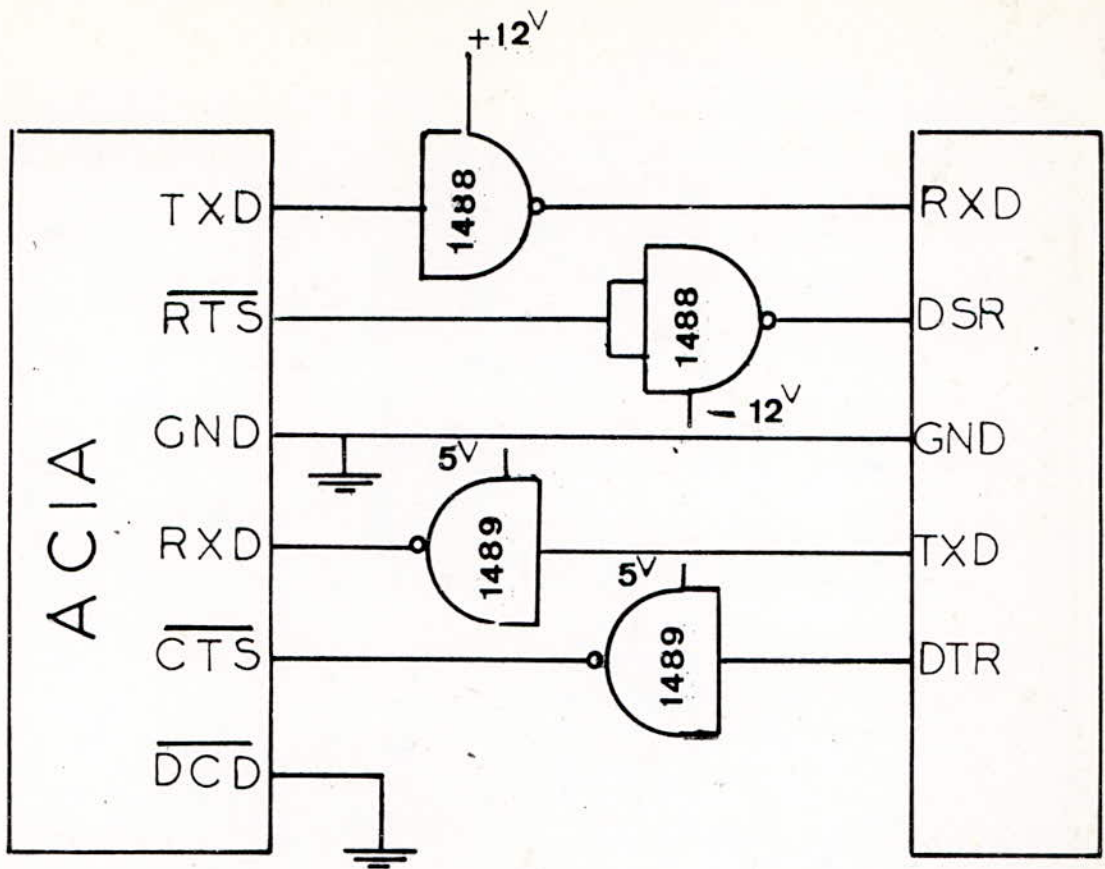 +12V
TXD
1488
RXD
RTS
1488
DSR
-12V
GND
GND
5V
RXD
1489
TXD
5V
CTS
1489
DTR
DCD
ACIA